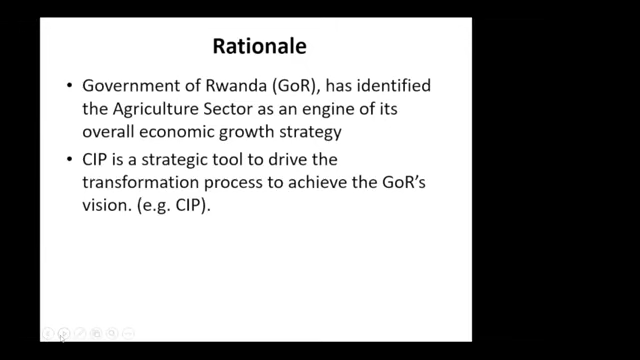 Rationale
• Government of Rwanda (GoR), has identified
the Agriculture Sector as an engine of its
overall economic growth strategy
• CIP is a strategic tool to drive the
transformation process to achieve the GoR's
vision. (e.g. CIP).